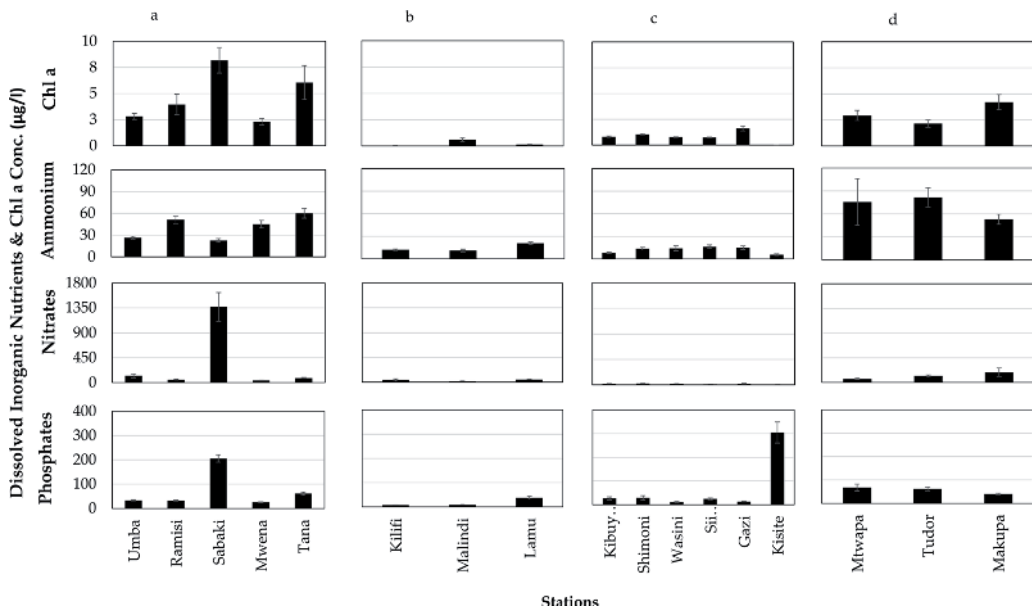 a b c d
Dissolved Inorganic Nutrients & Chl a Conc. (µg/l)
Chl a
10
8
5
3
0
Ammonium
120
90
60
30
0
Nitrates
1800
1350
900
450
0
Phosphates
400
300
200
100
0
Umba
Ramisi
Sabaki
Mwena
Tana
Kilifi
Malindi
Lamu
Kibuy…
Shimoni
Wasini
Sii…
Gazi
Kisite
Mtwapa
Tudor
Makupa
Stations